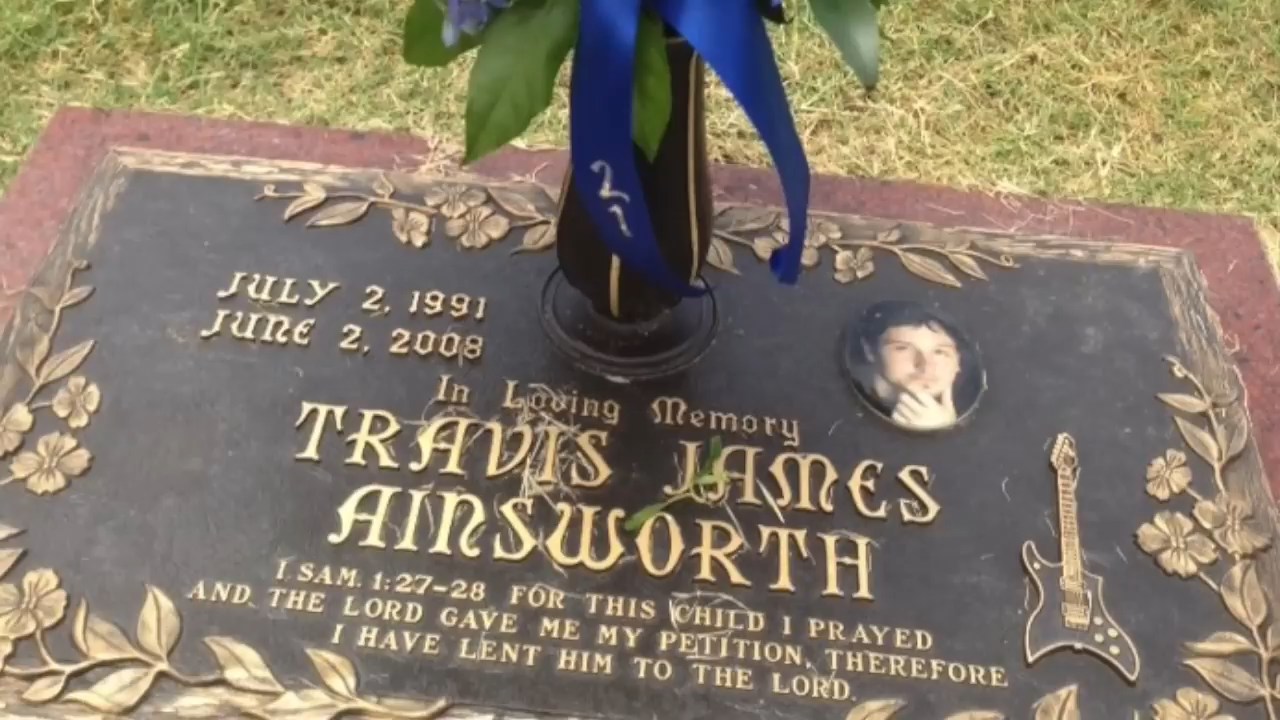 21
JULY 2, 1991
JUNE 2, 2008
In Loving Memory
TRAVIS JAMES
AINSWORTH
I SAM. 1:27-28 FOR THIS CHILD I PRAYED
AND THE LORD GAVE ME MY PETITION, THEREFORE
I HAVE LENT HIM TO THE LORD.